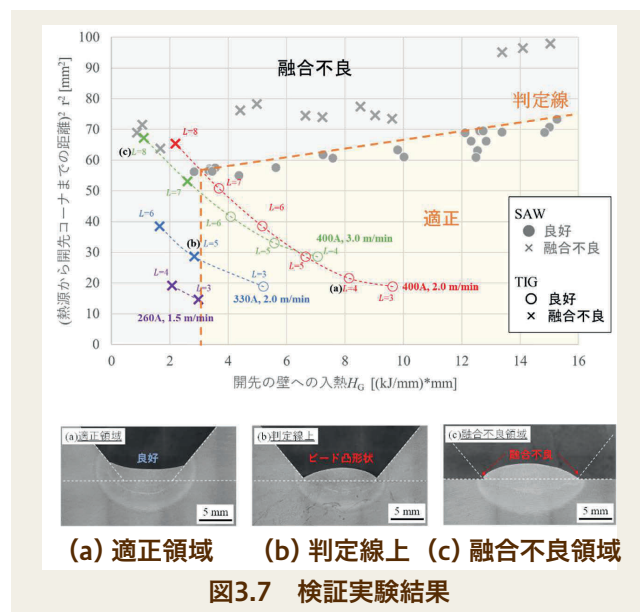 100
90
80
70
60
50
40
30
20
10
0
0 2 4 6 8 10 12 14 16
(熱源から開先コーナまでの距離)² r² [mm²]
開先の壁への入熱H_G [(kJ/mm)*mm]
融合不良
判定線
適正
(c)
L=8
L=8
L=7
L=7
L=6
L=6
L=6
(b)
L=5
L=5
400A, 3.0 m/min
L=4
L=4
L=3
L=3
L=5
(a)
L=4
400A, 2.0 m/min
L=3
330A, 2.0 m/min
260A, 1.5 m/min
SAW
良好
融合不良
TIG
良好
融合不良
(a)適正領域
良好
5 mm
(b)判定線上
ビード凸形状
5 mm
(c)融合不良領域
融合不良
5 mm
(a) 適正領域
(b) 判定線上
(c) 融合不良領域
図3.7 検証実験結果